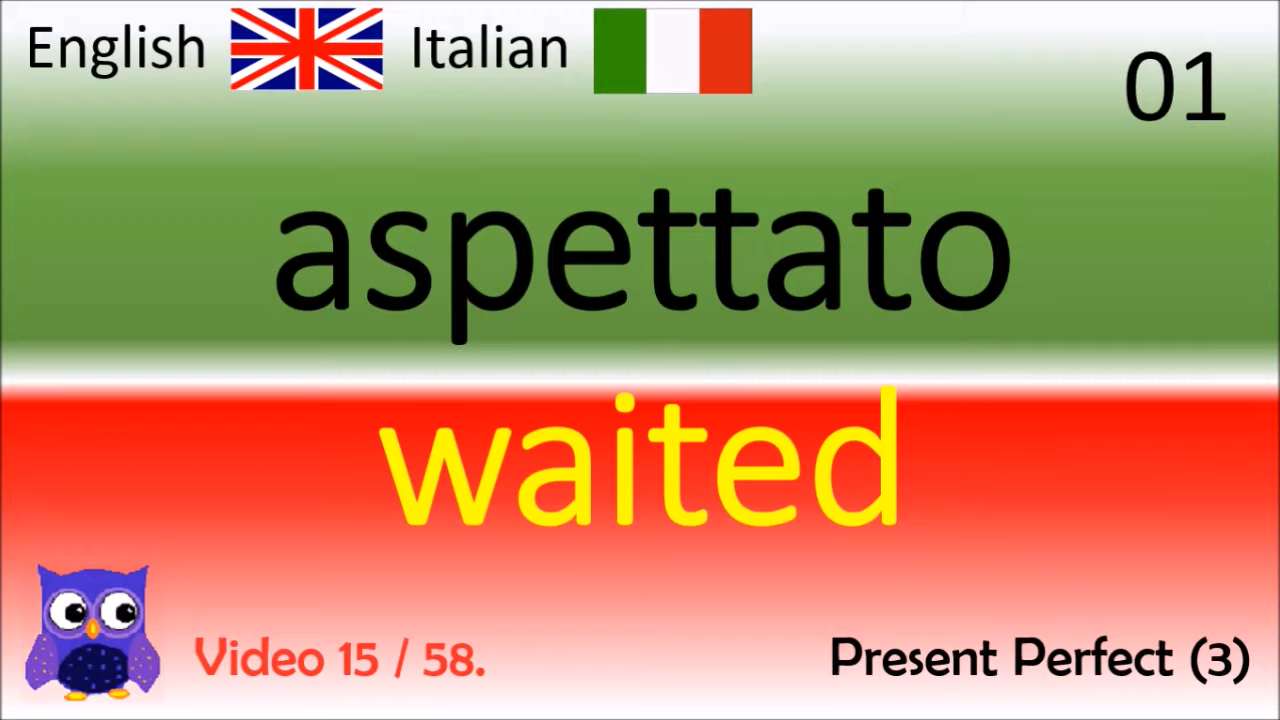 English Italian
01
aspettato
waited
Video 15 / 58.
Present Perfect (3)